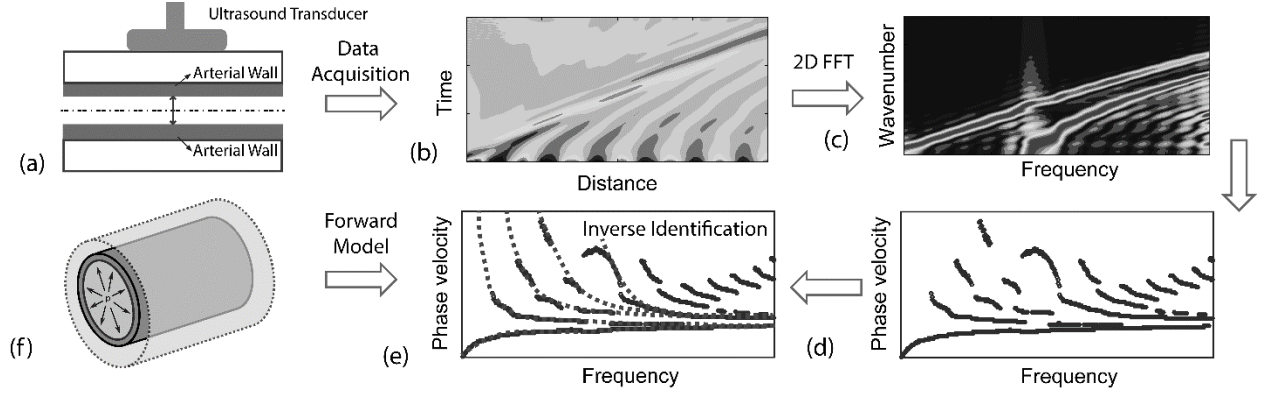 Ultrasound Transducer
Arterial Wall
Arterial Wall
(a)
Data
Acquisition
Time
Distance
(b)
2D FFT
Wavenumber
Frequency
(c)
p
(f)
Forward
Model
Phase velocity
Inverse Identification
Frequency
(e)
Phase velocity
Frequency
(d)